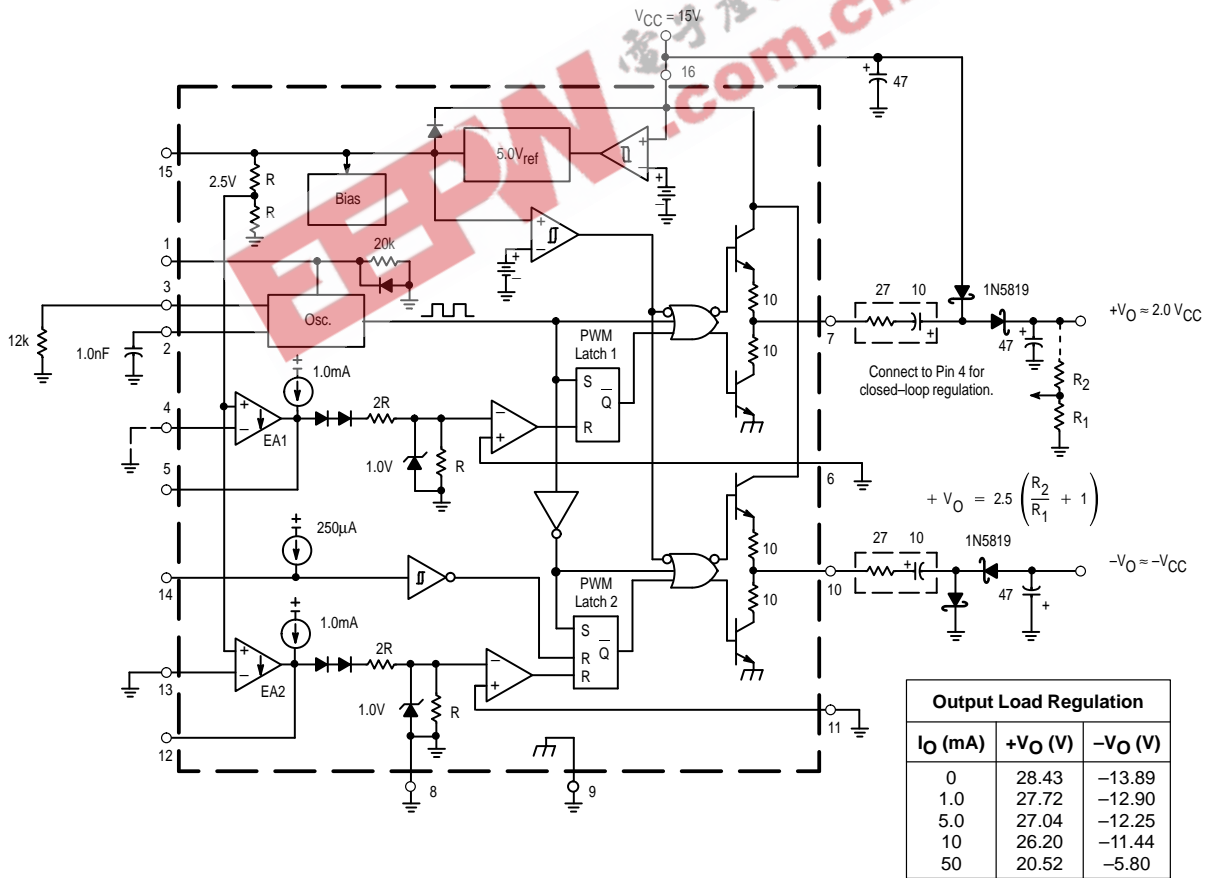 VCC = 15V
電子産
.com.cn
EEPW
16
+
47
15
R
2.5V
R
Bias
5.0Vref
+
–
+
–
+
–
+
–
1
20k
3
Osc.
2
12k
1.0nF
+
1.0mA
4
+
–
EA1
5
2R
1.0V
R
–
+
PWM
Latch 1
S
Q
R
10
10
7
27
10
+
1N5819
+VO ≈ 2.0 VCC
47
+
Connect to Pin 4 for
closed–loop regulation.
R2
R1
6
+ VO = 2.5 (R2/R1 + 1)
+
250µA
14
PWM
Latch 2
S
Q
R
R
10
10
10
27
10
+
1N5819
47
+
–VO ≈ –VCC
+
1.0mA
+
–
EA2
13
12
2R
1.0V
R
–
+
11
8
9
Output Load Regulation
IO (mA) +VO (V) –VO (V)
0 28.43 –13.89
1.0 27.72 –12.90
5.0 27.04 –12.25
10 26.20 –11.44
50 20.52 –5.80